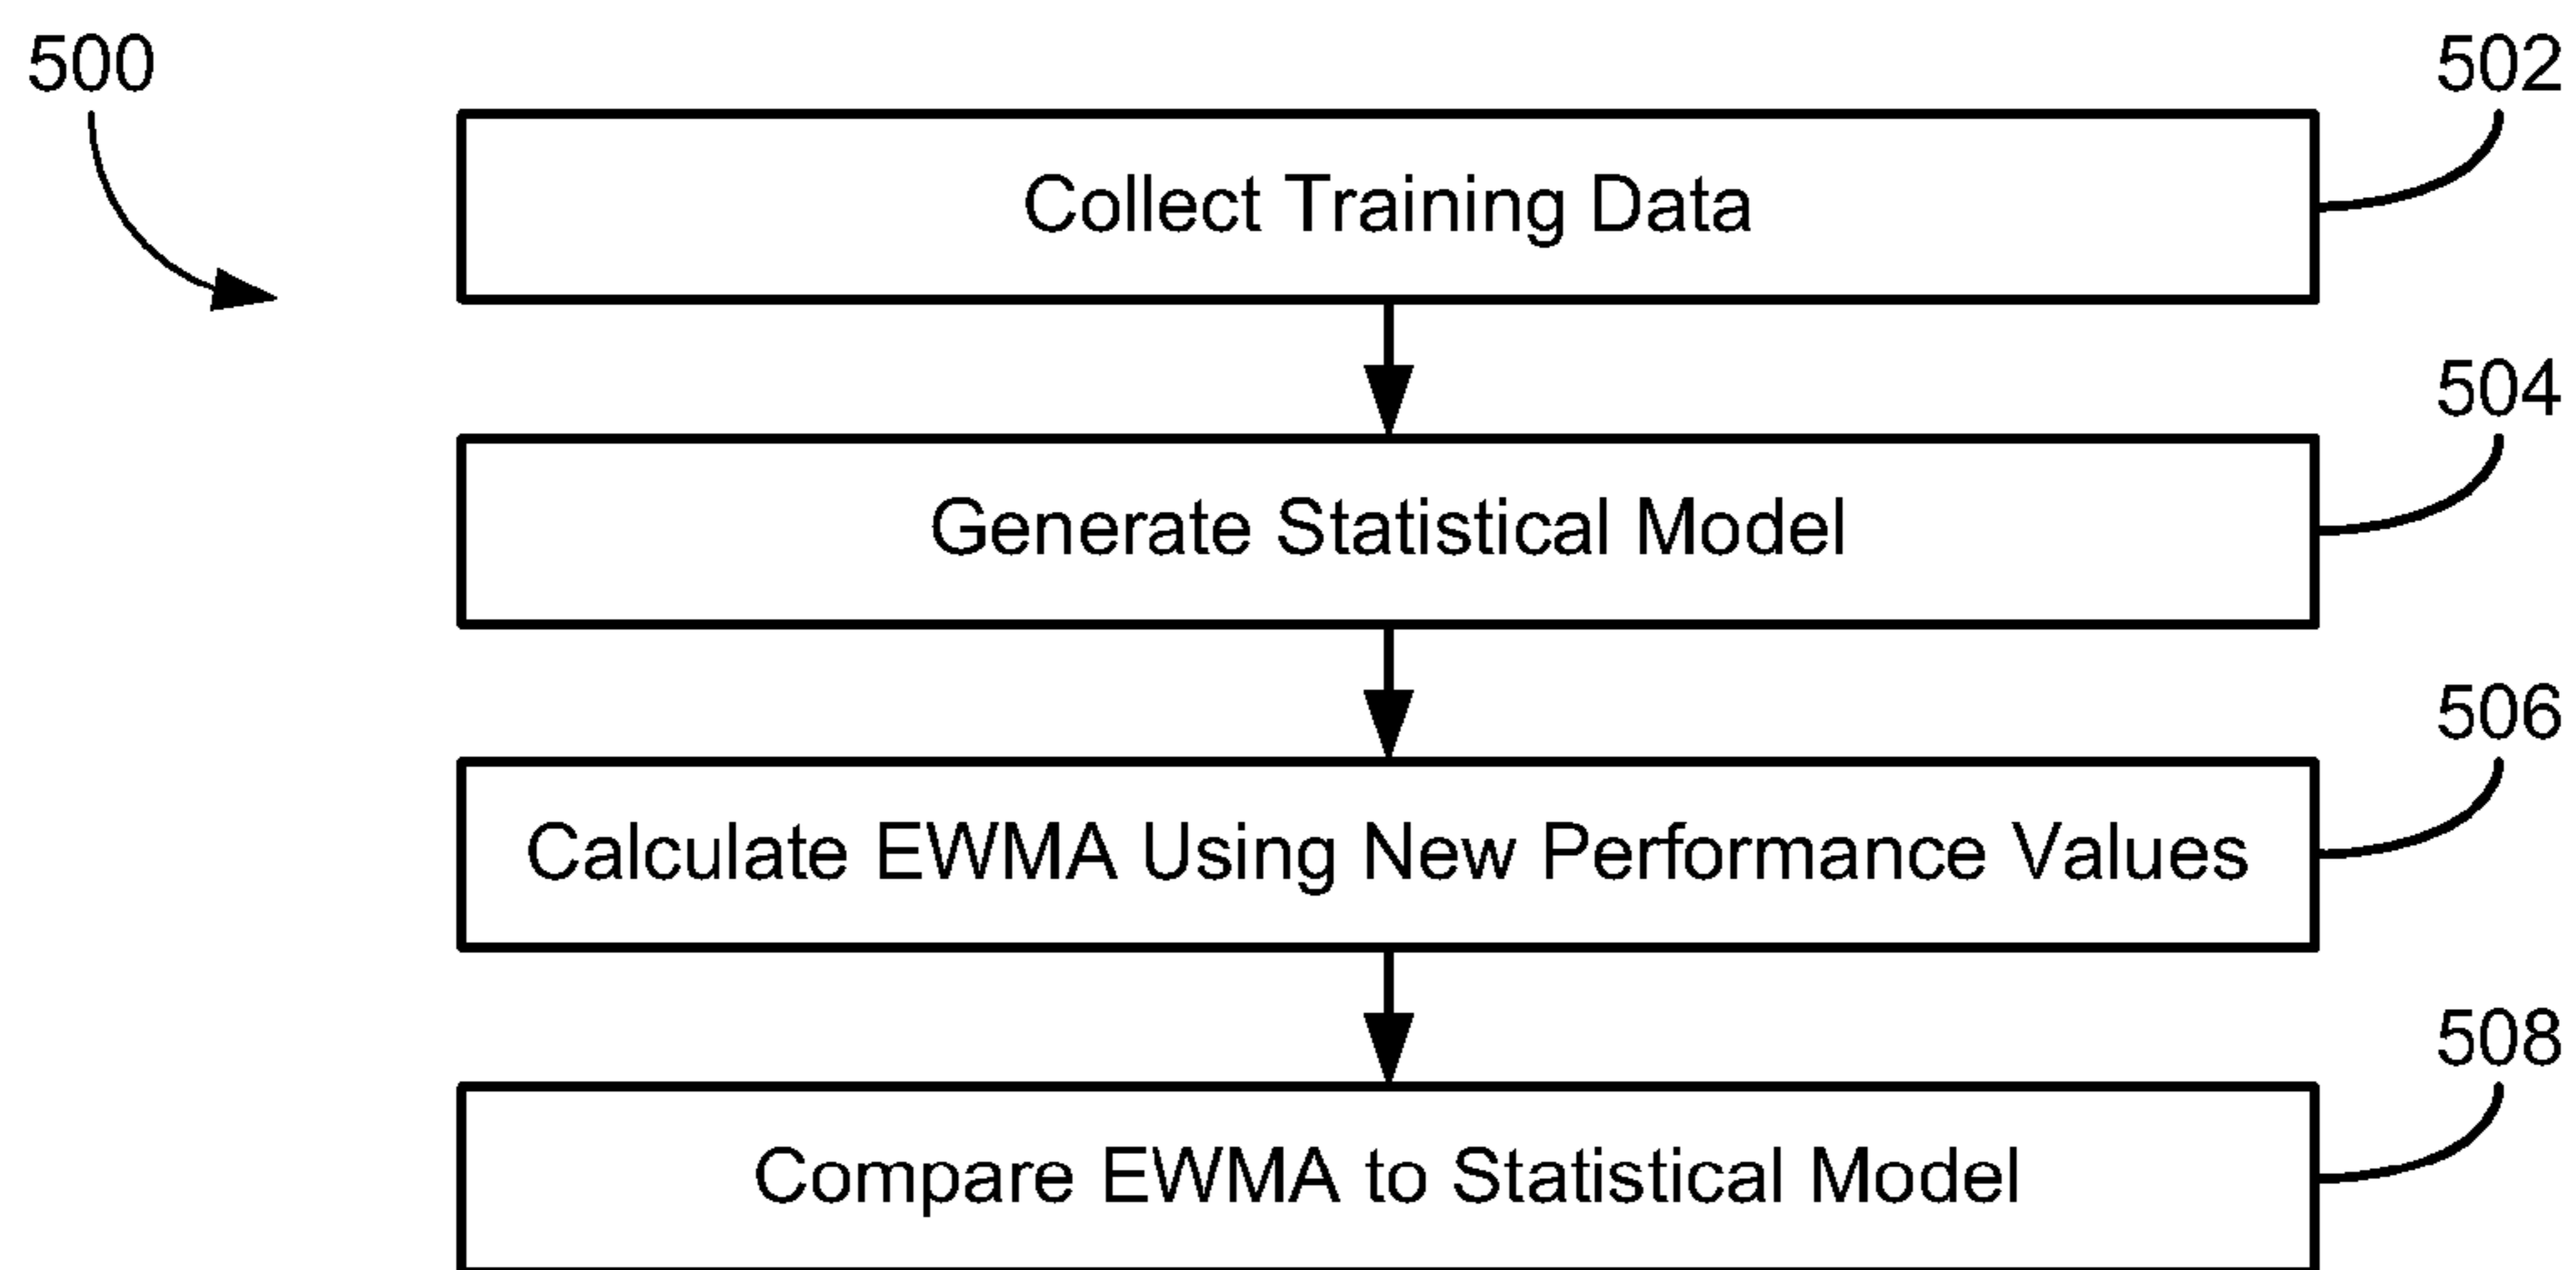 500
502
Collect Training Data
504
Generate Statistical Model
506
Calculate EWMA Using New Performance Values
508
Compare EWMA to Statistical Model